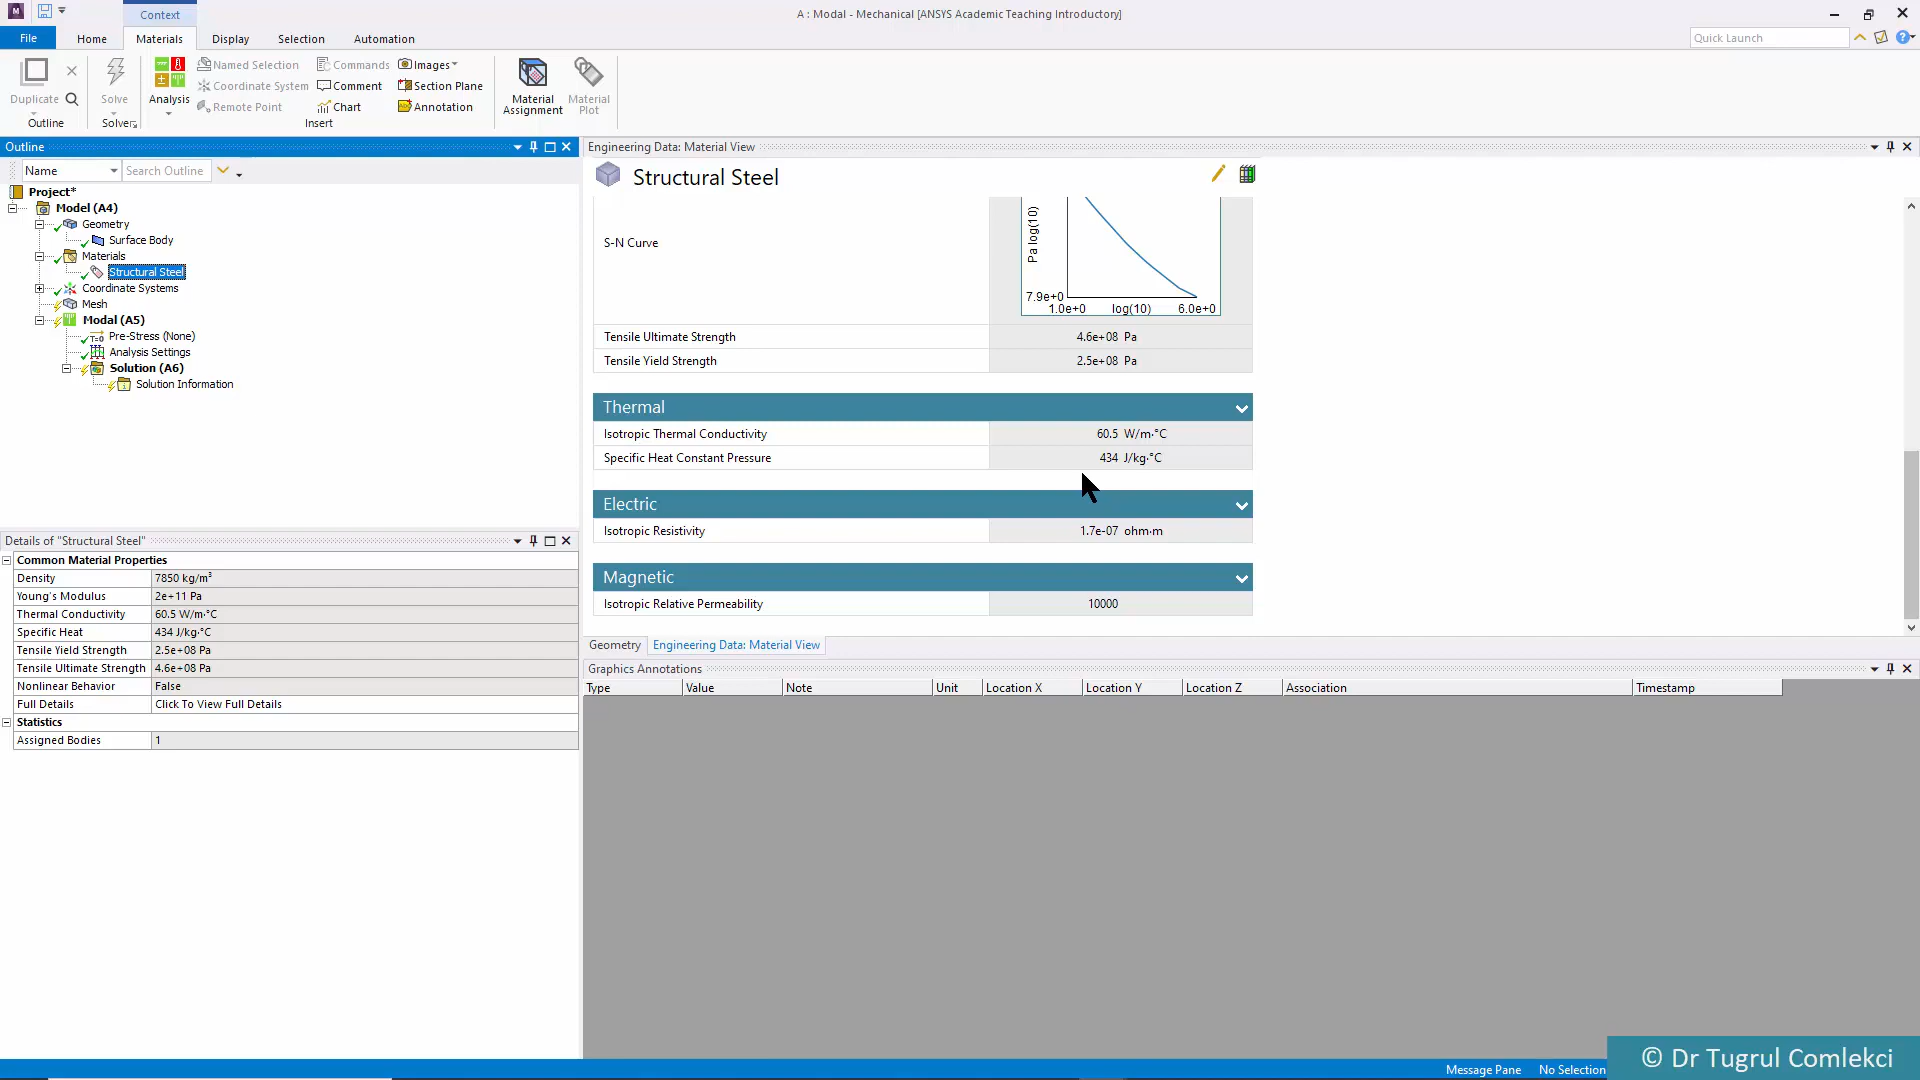 M
Context
A : Modal - Mechanical [ANSYS Academic Teaching Introductory]
File Home Materials Display Selection Automation
Quick Launch
Duplicate
Outline
Solve
Solver
Analysis
Named Selection
Coordinate System
Remote Point
Commands
Comment
Chart
Images
Section Plane
Annotation
Insert
Material
Assignment
Material
Plot
Outline
Name
Search Outline
Project*
Model (A4)
Geometry
Surface Body
Materials
Structural Steel
Coordinate Systems
Mesh
Modal (A5)
Pre-Stress (None)
Analysis Settings
Solution (A6)
Solution Information
Details of "Structural Steel"
Common Material Properties
Density 7850 kg/m³
Young's Modulus 2e+11 Pa
Thermal Conductivity 60.5 W/m·°C
Specific Heat 434 J/kg·°C
Tensile Yield Strength 2.5e+08 Pa
Tensile Ultimate Strength 4.6e+08 Pa
Nonlinear Behavior False
Full Details Click To View Full Details
Statistics
Assigned Bodies 1
Engineering Data: Material View
Structural Steel
S-N Curve
Pa log(10)
7.9e+0
1.0e+0 log(10) 6.0e+0
Tensile Ultimate Strength 4.6e+08 Pa
Tensile Yield Strength 2.5e+08 Pa
Thermal
Isotropic Thermal Conductivity 60.5 W/m·°C
Specific Heat Constant Pressure 434 J/kg·°C
Electric
Isotropic Resistivity 1.7e-07 ohm·m
Magnetic
Isotropic Relative Permeability 10000
Geometry Engineering Data: Material View
Graphics Annotations
Type Value Note Unit Location X Location Y Location Z Association Timestamp
Message Pane No Selection
© Dr Tugrul Comlekci